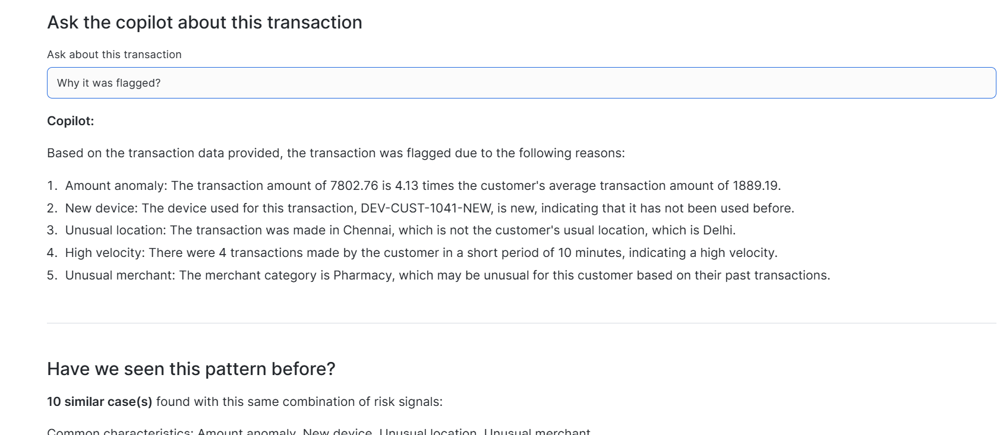 Ask the copilot about this transaction
Ask about this transaction
Why it was flagged?
Copilot:
Based on the transaction data provided, the transaction was flagged due to the following reasons:
1. Amount anomaly: The transaction amount of 7802.76 is 4.13 times the customer's average transaction amount of 1889.19.
2. New device: The device used for this transaction, DEV-CUST-1041-NEW, is new, indicating that it has not been used before.
3. Unusual location: The transaction was made in Chennai, which is not the customer's usual location, which is Delhi.
4. High velocity: There were 4 transactions made by the customer in a short period of 10 minutes, indicating a high velocity.
5. Unusual merchant: The merchant category is Pharmacy, which may be unusual for this customer based on their past transactions.
Have we seen this pattern before?
10 similar case(s) found with this same combination of risk signals:
Common characteristics: Amount anomaly, New device, Unusual location, Unusual merchant